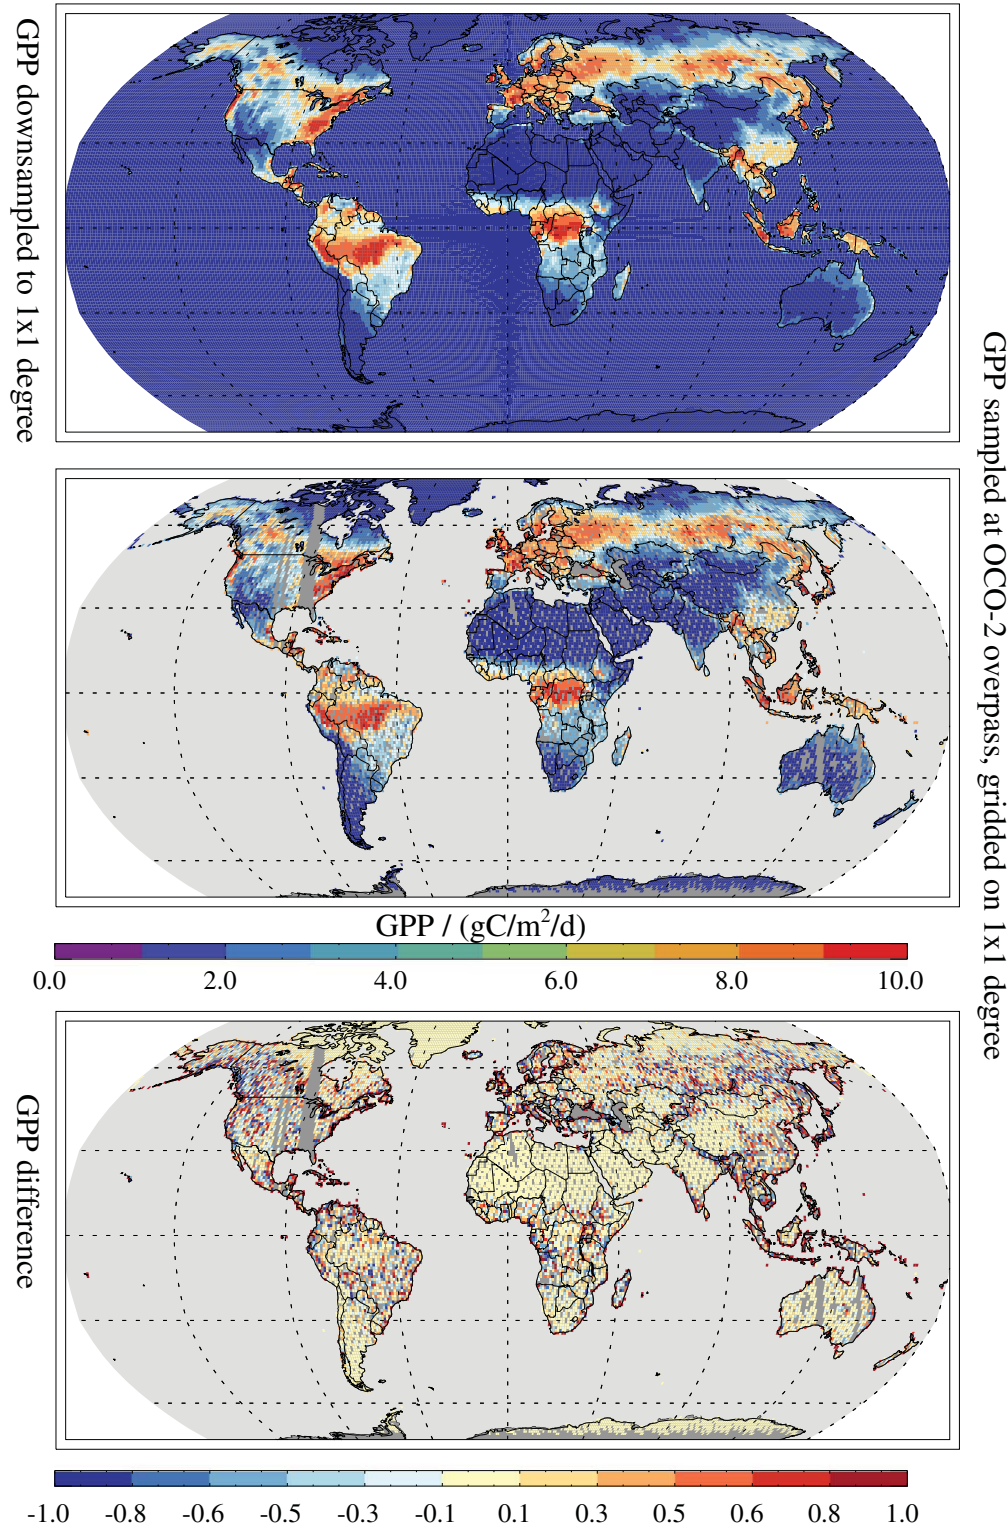 GPP downsampled to 1x1 degree
GPP sampled at OCO-2 overpass, gridded on 1x1 degree
GPP / (gC/m²/d)
0.0 2.0 4.0 6.0 8.0 10.0
GPP difference
-1.0 -0.8 -0.6 -0.5 -0.3 -0.1 0.1 0.3 0.5 0.6 0.8 1.0